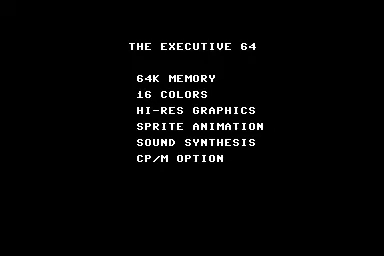 THE EXECUTIVE 64
64K MEMORY
16 COLORS
HI-RES GRAPHICS
SPRITE ANIMATION
SOUND SYNTHESIS
CP/M OPTION